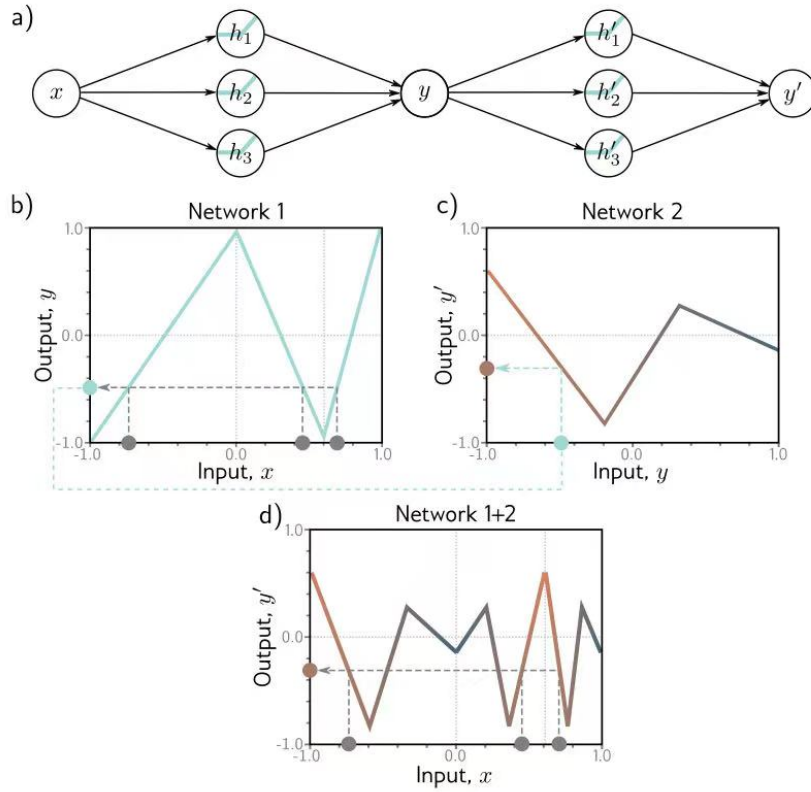 a)
h₁
h′₁
x
h₂
y
h′₂
y′
h₃
h′₃
b)
Network 1
c)
Network 2
1.0
1.0
Output, y
0.0
Output, y′
0.0
-1.0
-1.0
-1.0
0.0
1.0
-1.0
0.0
1.0
Input, x
Input, y
d)
Network 1+2
1.0
Output, y′
0.0
-1.0
-1.0
0.0
1.0
Input, x